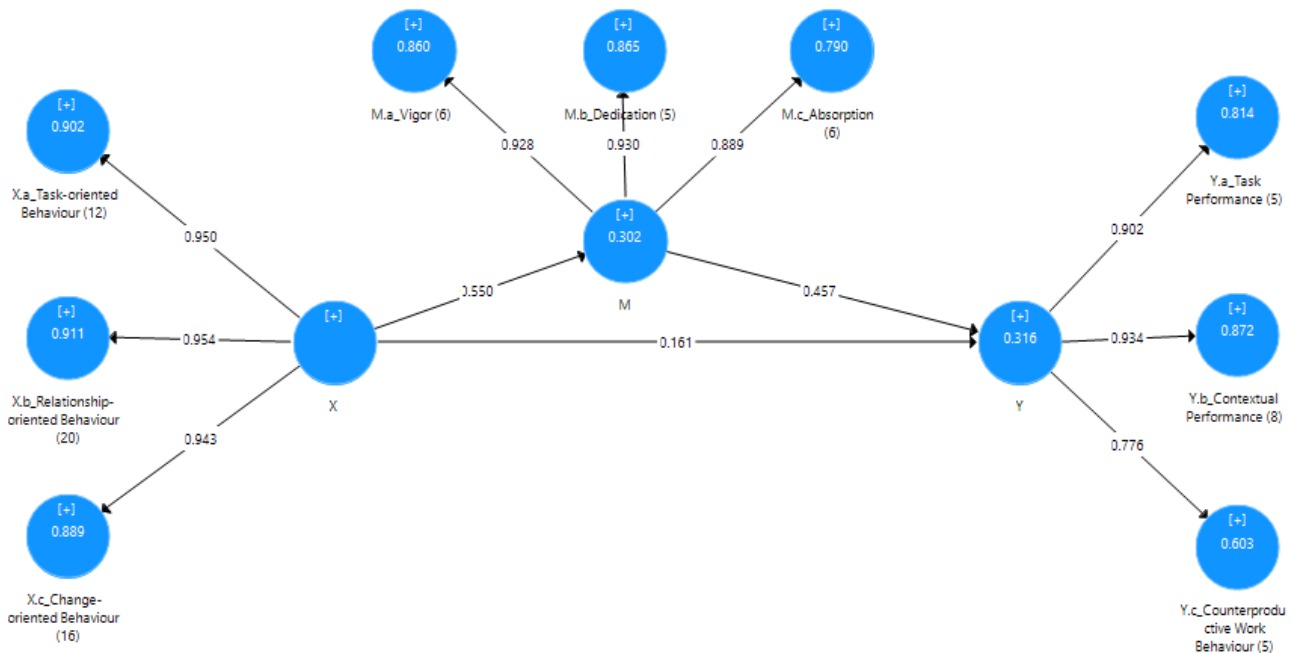 [+]
0.860
M.a_Vigor (6)
[+]
0.865
M.b_Dedication (5)
[+]
0.790
M.c_Absorption
(6)
[+]
0.902
X.a_Task-oriented
Behaviour (12)
[+]
0.814
Y.a_Task
Performance (5)
0.928
0.930
0.889
0.950
[+]
0.302
M
0.902
0.550
0.457
[+]
0.911
X.b_Relationship-
oriented Behaviour
(20)
0.954
[+]
X
0.161
[+]
0.316
Y
0.934
[+]
0.872
Y.b_Contextual
Performance (8)
0.943
0.776
[+]
0.889
X.c_Change-
oriented Behaviour
(16)
[+]
0.603
Y.c_Counterprodu
ctive Work
Behaviour (5)